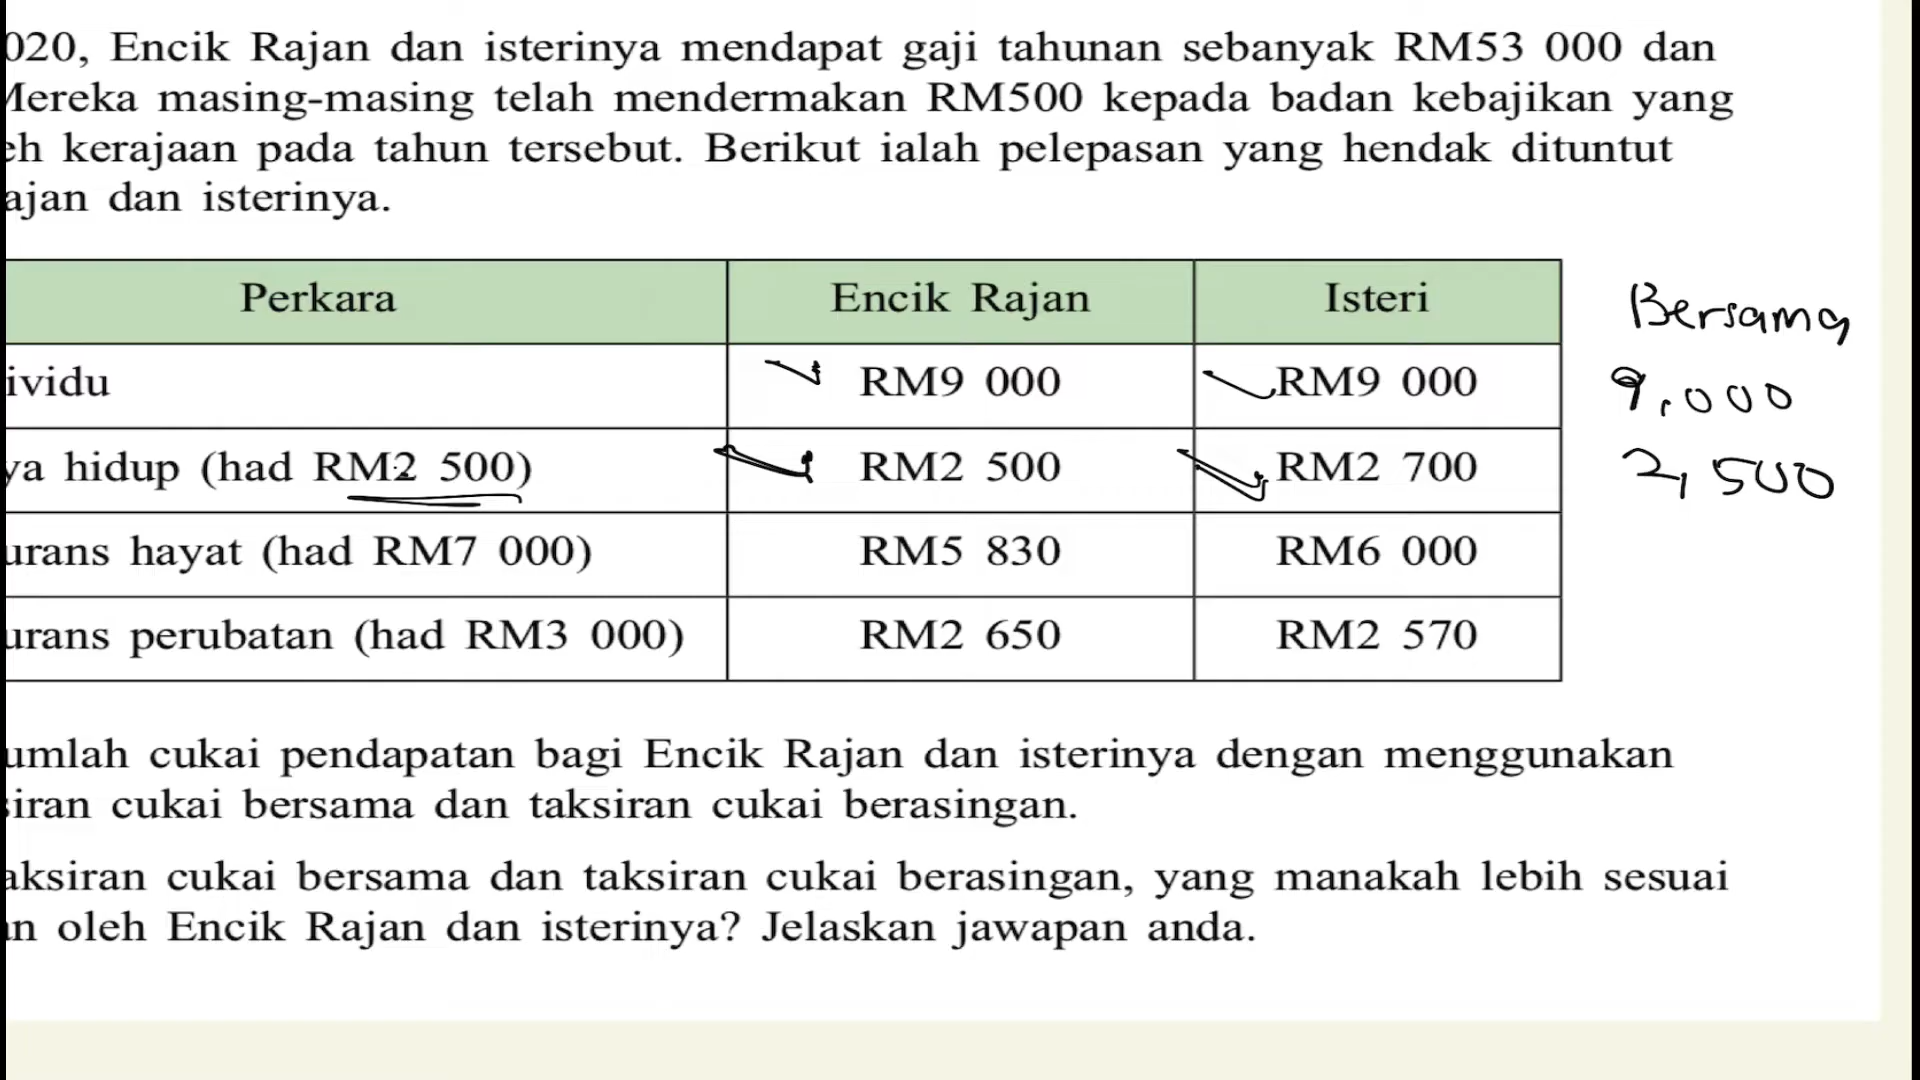 020, Encik Rajan dan isterinya mendapat gaji tahunan sebanyak RM53 000 dan
Mereka masing-masing telah mendermakan RM500 kepada badan kebajikan yang
eh kerajaan pada tahun tersebut. Berikut ialah pelepasan yang hendak dituntut
ajan dan isterinya.
Perkara Encik Rajan Isteri Bersama
ividu RM9 000 RM9 000 9,000
ya hidup (had RM2 500) RM2 500 RM2 700 2,500
urans hayat (had RM7 000) RM5 830 RM6 000
urans perubatan (had RM3 000) RM2 650 RM2 570
umlah cukai pendapatan bagi Encik Rajan dan isterinya dengan menggunakan
siran cukai bersama dan taksiran cukai berasingan.
aksiran cukai bersama dan taksiran cukai berasingan, yang manakah lebih sesuai
an oleh Encik Rajan dan isterinya? Jelaskan jawapan anda.